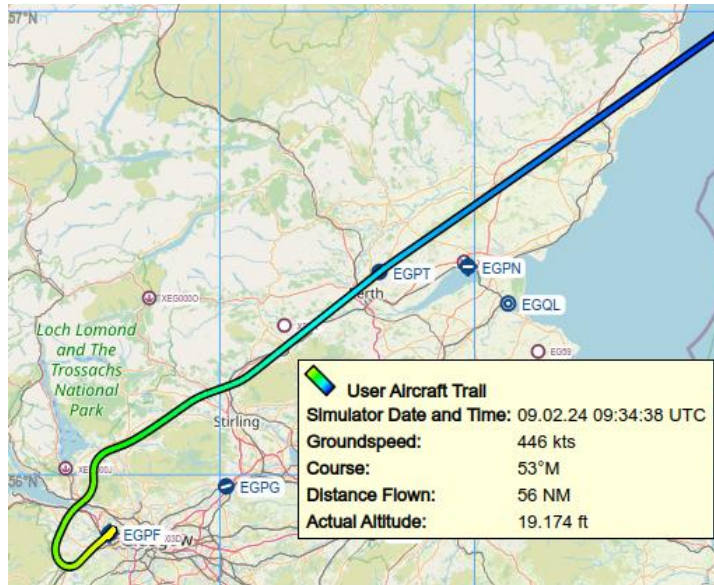 57°N
EGPT
EGPN
Perth
XEG000O
EGQL
Loch Lomond
and The
Trossachs
National
Park
EG59
Stirling
56°N
EGPG
EGPF
User Aircraft Trail
Simulator Date and Time: 09.02.24 09:34:38 UTC
Groundspeed: 446 kts
Course: 53°M
Distance Flown: 56 NM
Actual Altitude: 19.174 ft